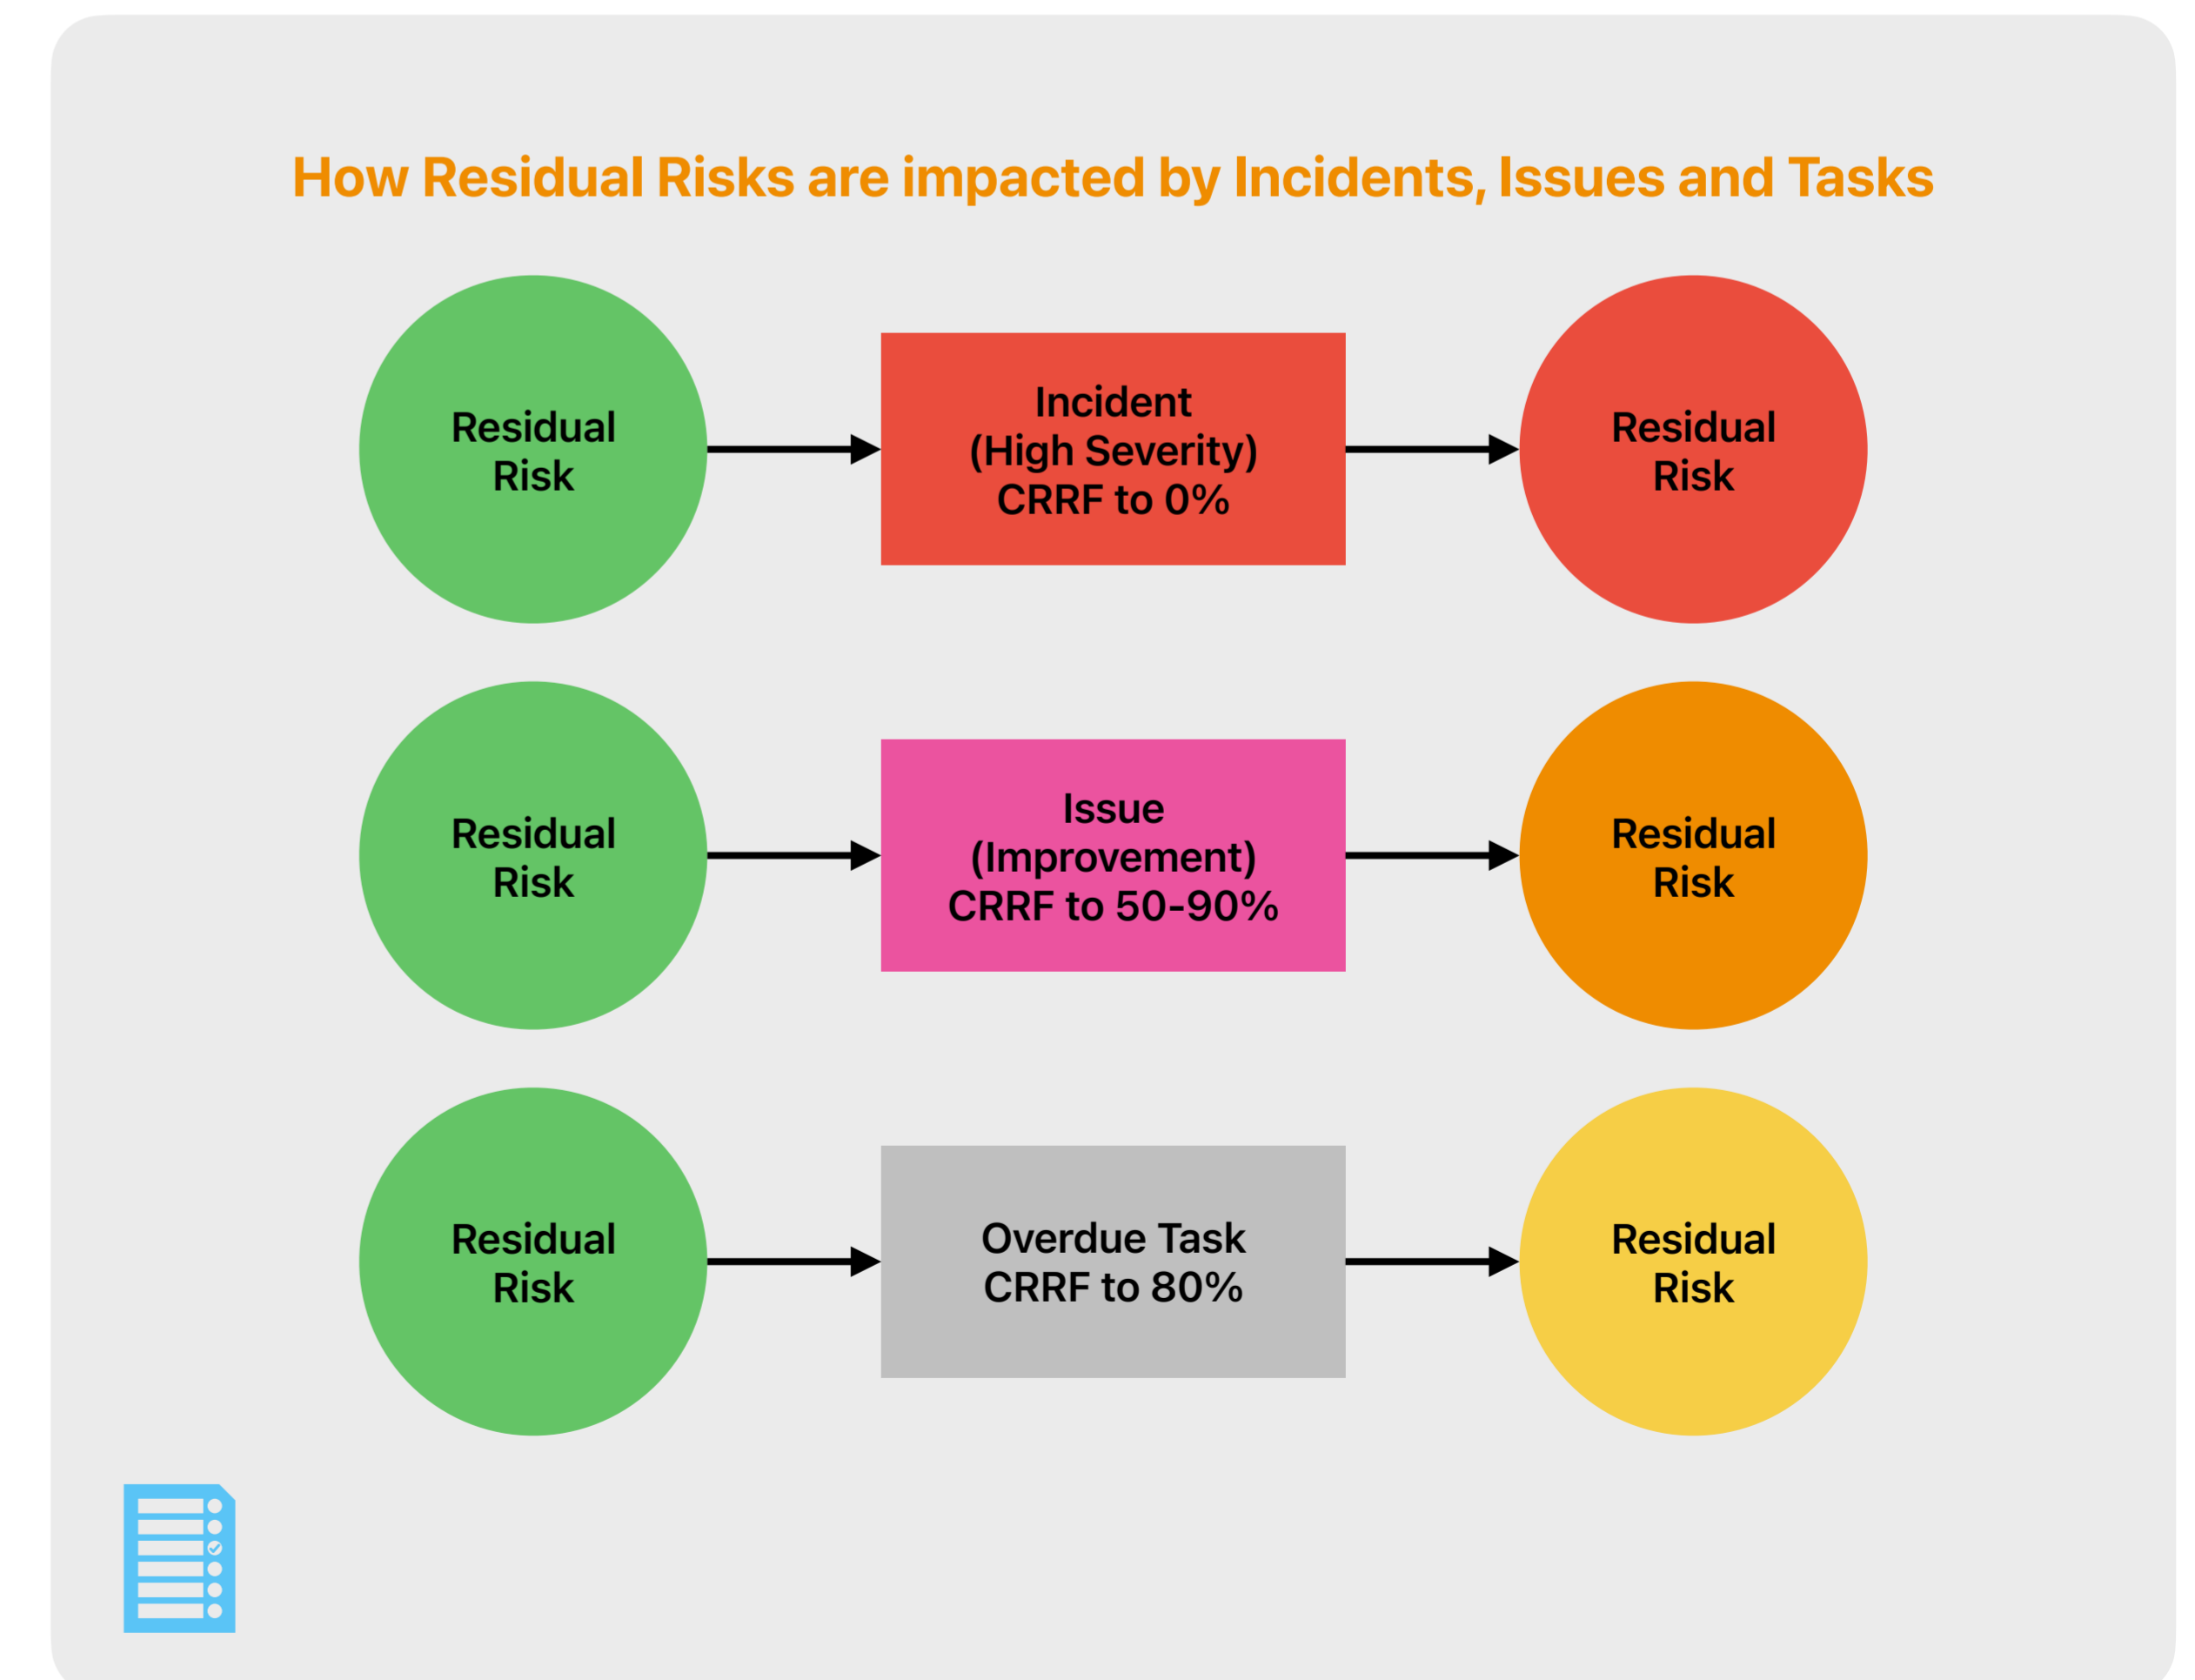 How Residual Risks are impacted by Incidents, Issues and Tasks
Residual
Risk
Incident
(High Severity)
CRRF to 0%
Residual
Risk
Residual
Risk
Issue
(Improvement)
CRRF to 50-90%
Residual
Risk
Residual
Risk
Overdue Task
CRRF to 80%
Residual
Risk